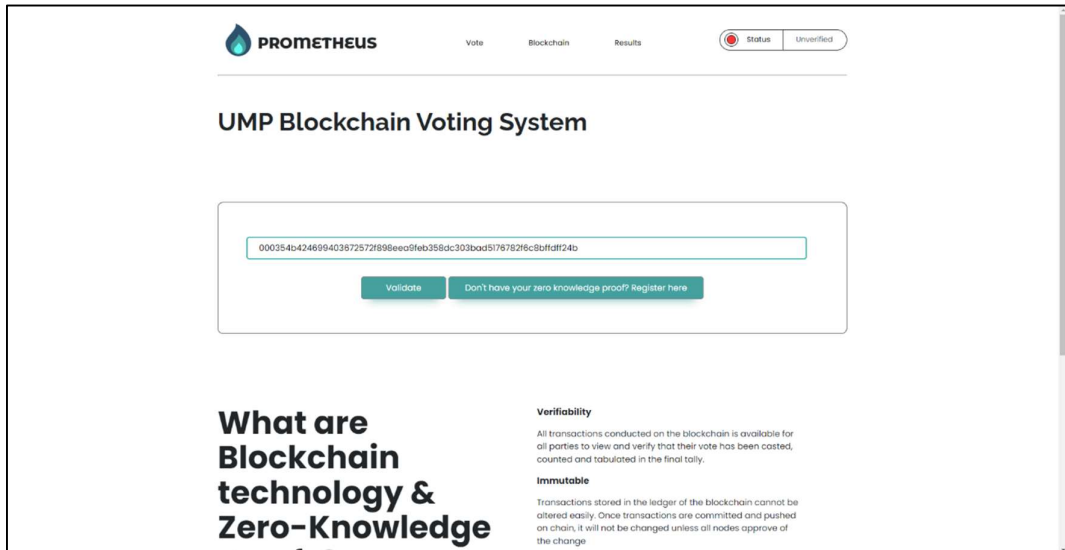 PROMETHEUS
Vote
Blockchain
Results
Status
Unverified
UMP Blockchain Voting System
000354b424699403672572f898eea9feb358dc303bad5176782f6c8bffdff24b
Validate
Don't have your zero knowledge proof? Register here
What are
Blockchain
technology &
Zero-Knowledge
Verifiability
All transactions conducted on the blockchain is available for
all parties to view and verify that their vote has been casted,
counted and tabulated in the final tally.
Immutable
Transactions stored in the ledger of the blockchain cannot be
altered easily. Once transactions are committed and pushed
on chain, it will not be changed unless all nodes approve of
the change